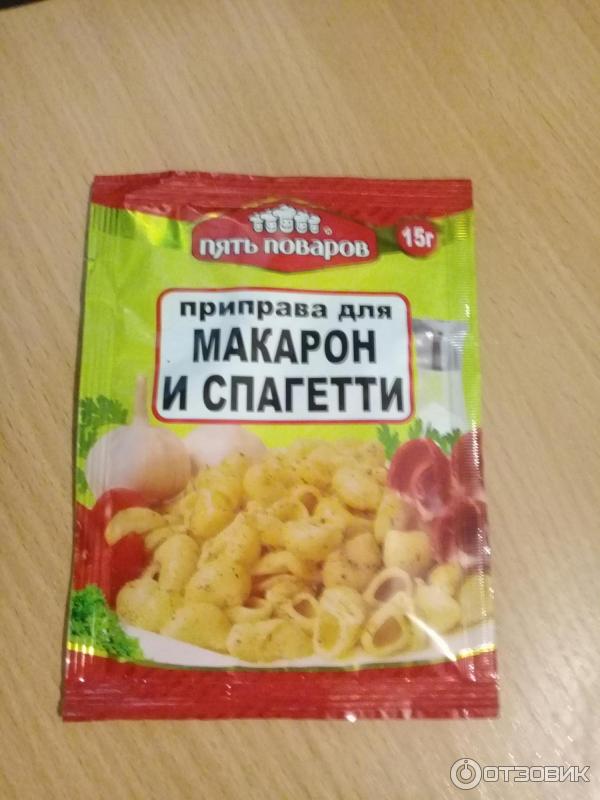 пять поваров
15г
приправа для
МАКАРОН
И СПАГЕТТИ
ОТЗОВИК